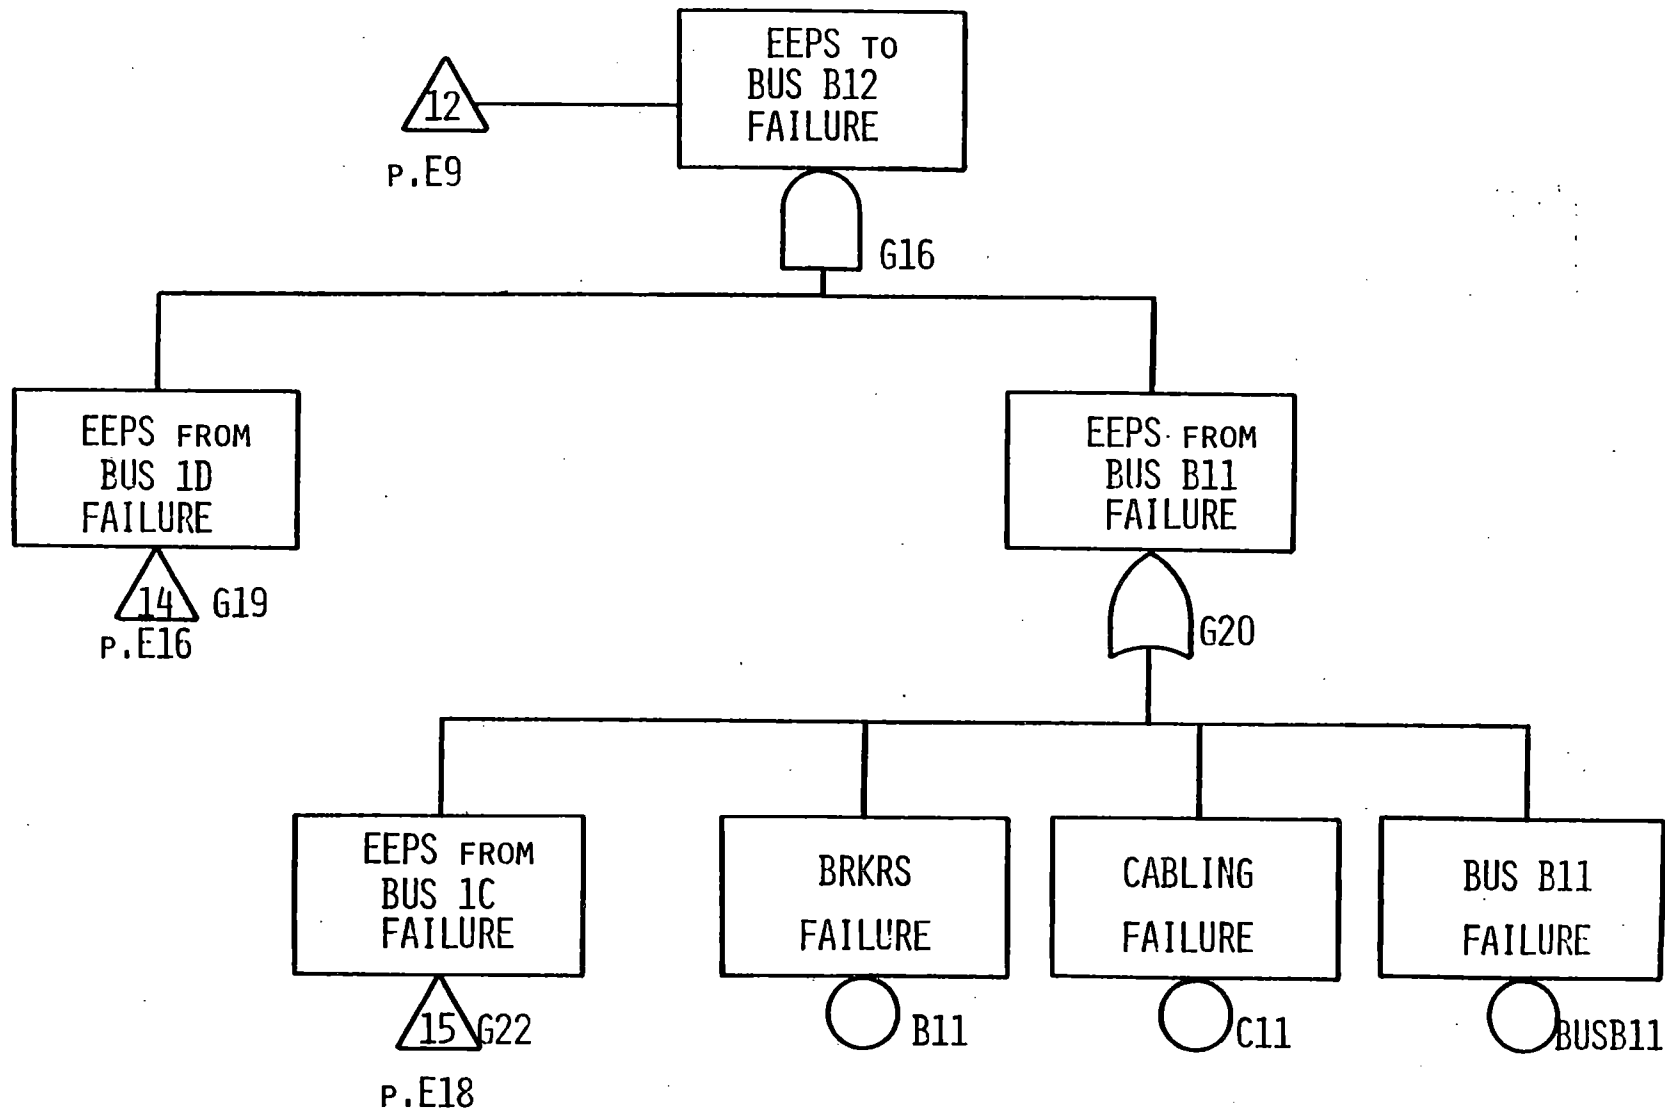 EEPS TO
BUS B12
FAILURE
12
P.E9
G16
EEPS FROM
BUS 1D
FAILURE
14
G19
P.E16
EEPS FROM
BUS B11
FAILURE
G20
EEPS FROM
BUS 1C
FAILURE
15
G22
P.E18
BRKRS
FAILURE
B11
CABLING
FAILURE
C11
BUS B11
FAILURE
BUSB11